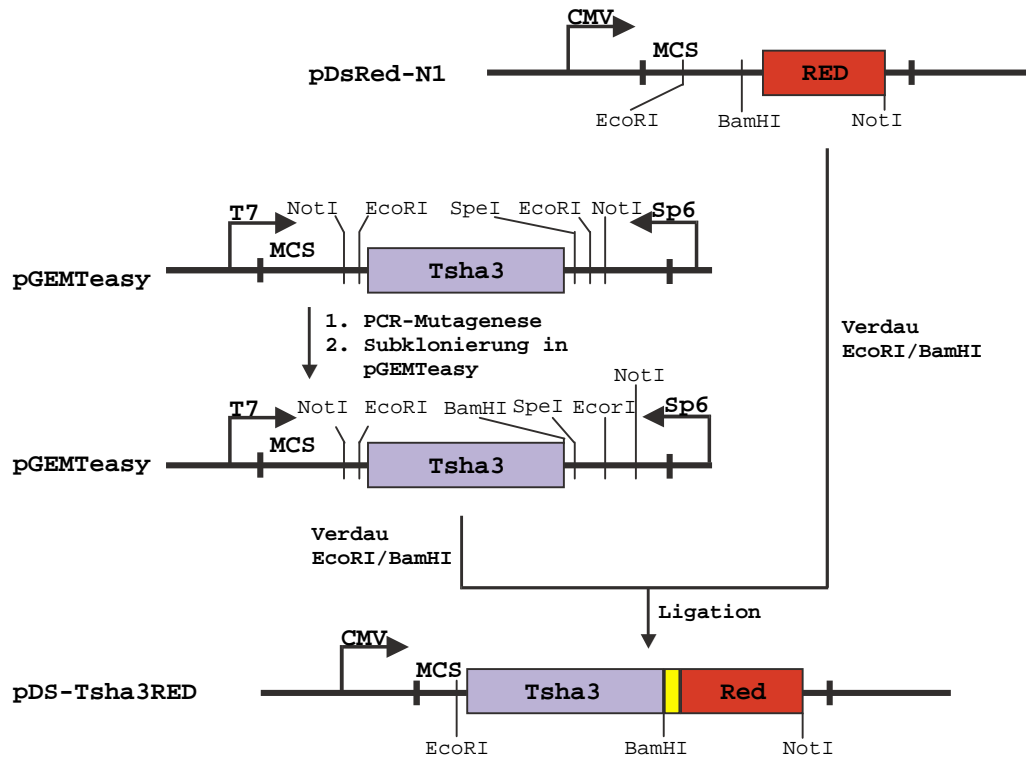 CMV
MCS
pDsRed-N1
RED
EcoRI
BamHI
NotI
T7
NotI
EcoRI
SpeI
EcoRI
NotI
Sp6
MCS
pGEMTeasy
Tsha3
1. PCR-Mutagenese
2. Subklonierung in
pGEMTeasy
Verdau
EcoRI/BamHI
T7
NotI
EcoRI
BamHI
SpeI
EcorI
NotI
Sp6
MCS
pGEMTeasy
Tsha3
Verdau
EcoRI/BamHI
Ligation
CMV
MCS
pDS-Tsha3RED
Tsha3
Red
EcoRI
BamHI
NotI